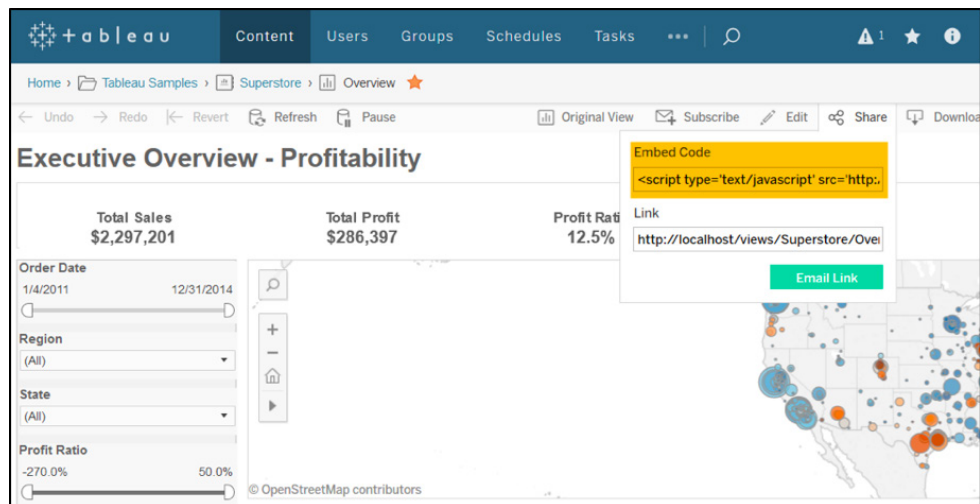 + a b | e a u Content Users Groups Schedules Tasks ••• 1
Home › Tableau Samples › Superstore › Overview
← Undo → Redo |← Revert Refresh Pause Original View Subscribe Edit Share Downloa
Executive Overview - Profitability
Embed Code
<script type='text/javascript' src='http:,
Link
http://localhost/views/Superstore/Over
Email Link
Total Sales Total Profit Profit Rati
$2,297,201 $286,397 12.5%
Order Date
1/4/2011 12/31/2014
Region
(All)
State
(All)
Profit Ratio
-270.0% 50.0%
© OpenStreetMap contributors